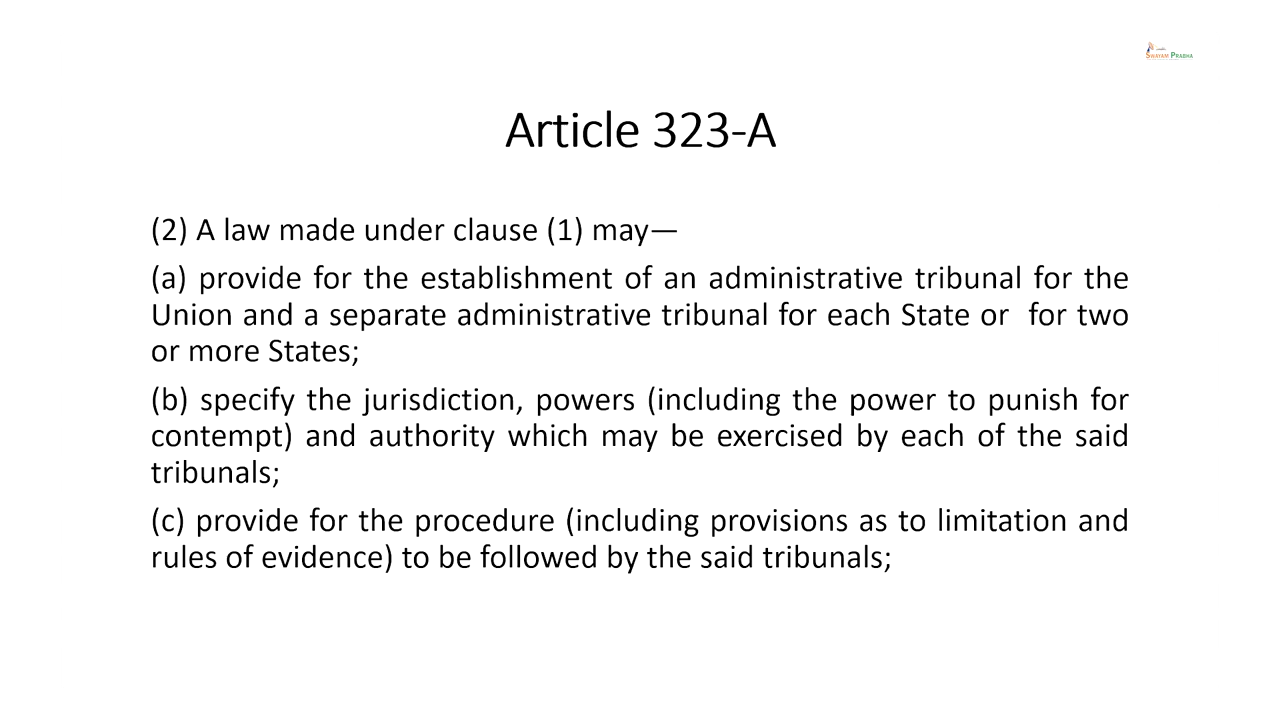 SWAYAM PRABHA
Article 323-A
(2) A law made under clause (1) may—
(a) provide for the establishment of an administrative tribunal for the
Union and a separate administrative tribunal for each State or  for two
or more States;
(b) specify the jurisdiction, powers (including the power to punish for
contempt) and authority which may be exercised by each of the said
tribunals;
(c) provide for the procedure (including provisions as to limitation and
rules of evidence) to be followed by the said tribunals;